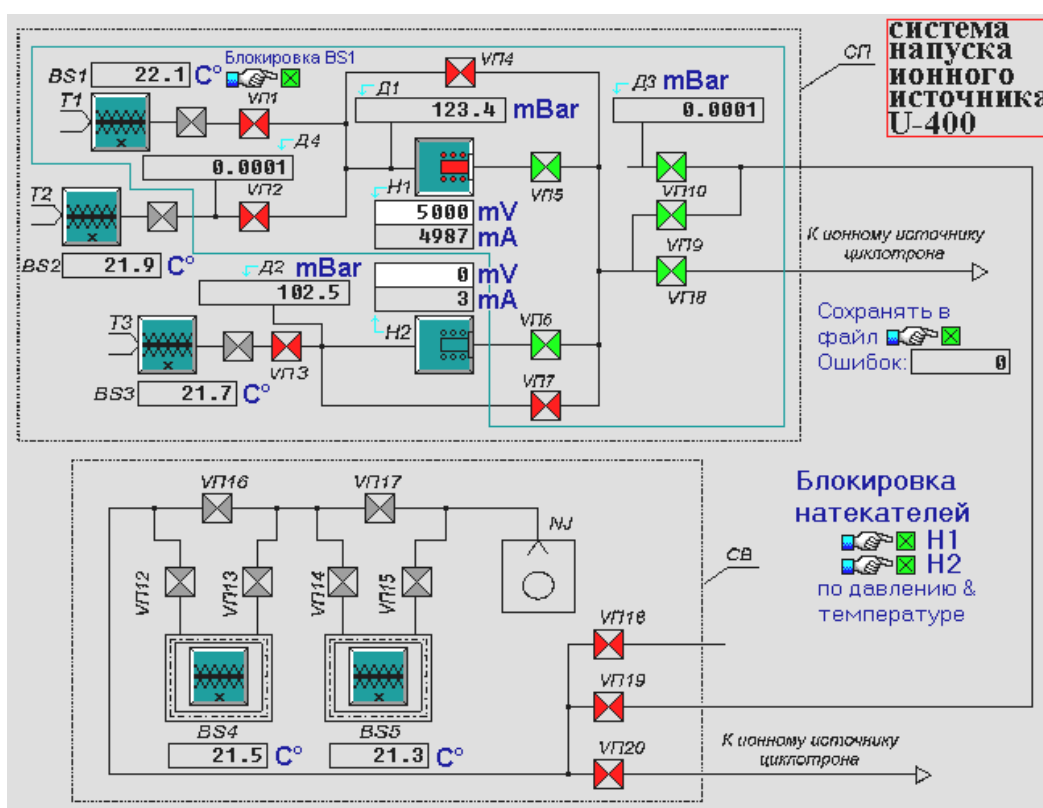 система
напуска
ионного
источника
U-400
СП
Блокировка BS1
BS1 22.1 C°
T1
ВП1
ВП4
Д1
123.4 mBar
Д3 mBar
0.0001
Д4
0.0001
ВП2
Н1
5000 mV
4987 mA
ВП5
ВП10
ВП9
ВП8
T2
BS2 21.9 C°
Д2 mBar
102.5
0 mV
3 mA
Н2
ВП6
ВП7
T3
ВП3
BS3 21.7 C°
К ионному источнику
циклотрона
Сохранять в
файл
Ошибок: 0
ВП16
ВП17
NJ
СВ
ВП12
ВП13
ВП14
ВП15
BS4
21.5 C°
BS5
21.3 C°
ВП18
ВП19
ВП20
Блокировка
натекателей
Н1
Н2
по давлению &
температуре
К ионному источнику
циклотрона